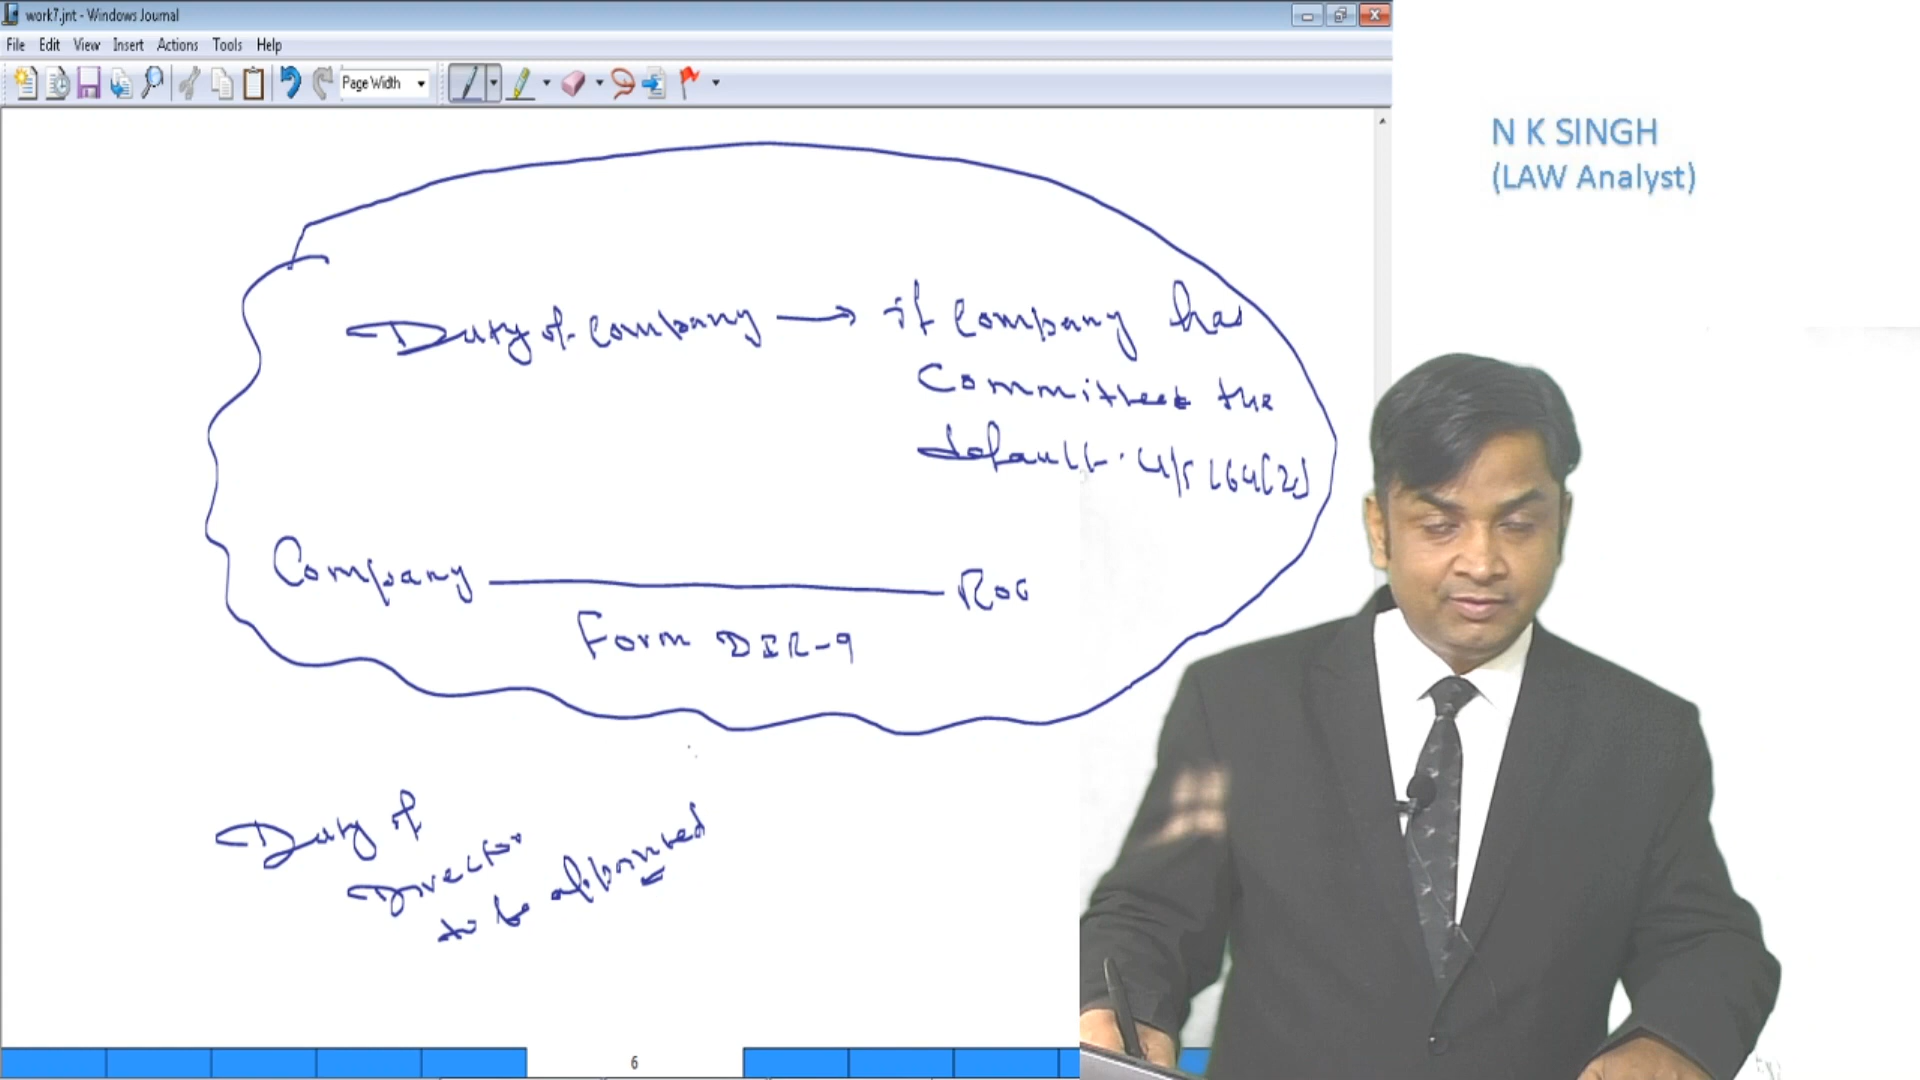 work7.jnt - Windows Journal
File Edit View Insert Actions Tools Help
Page Width
N K SINGH
(LAW Analyst)
Duty of company → if company has
Committed the
default. u/s 164(2)
Company — ROC
Form DIR-9
Duty of
Director
to be appointed
6